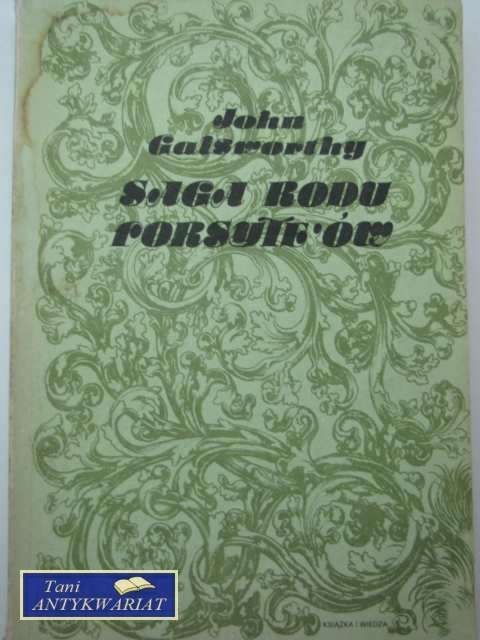 John
Galsworthy
SAGA RODU
FORSYTE'ÓW
KSIĄŻKA I WIEDZA
Tani
ANTYKWARIAT